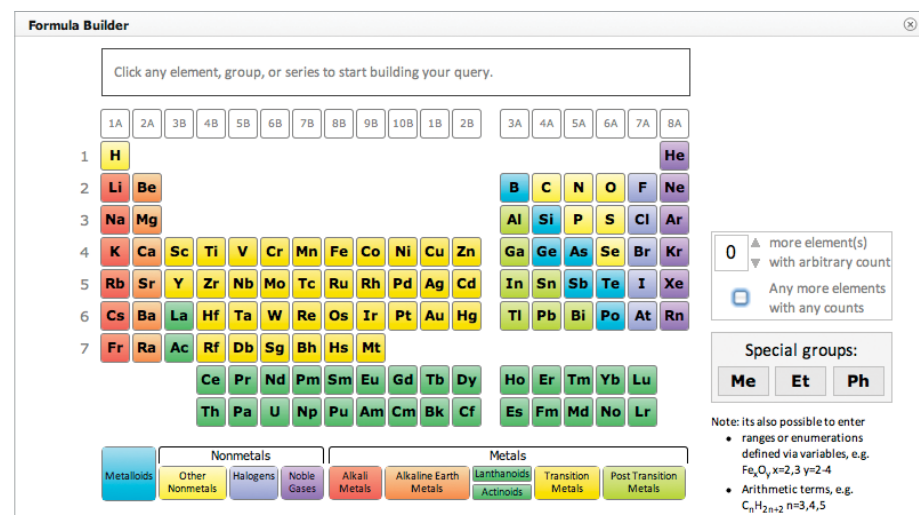 Formula Builder
Click any element, group, or series to start building your query.
1A 2A 3B 4B 5B 6B 7B 8B 9B 10B 1B 2B 3A 4A 5A 6A 7A 8A
1 H He
2 Li Be B C N O F Ne
3 Na Mg Al Si P S Cl Ar
4 K Ca Sc Ti V Cr Mn Fe Co Ni Cu Zn Ga Ge As Se Br Kr
5 Rb Sr Y Zr Nb Mo Tc Ru Rh Pd Ag Cd In Sn Sb Te I Xe
6 Cs Ba La Hf Ta W Re Os Ir Pt Au Hg Tl Pb Bi Po At Rn
7 Fr Ra Ac Rf Db Sg Bh Hs Mt
Ce Pr Nd Pm Sm Eu Gd Tb Dy Ho Er Tm Yb Lu
Th Pa U Np Pu Am Cm Bk Cf Es Fm Md No Lr
Nonmetals
Metals
Metalloids
Other
Nonmetals
Halogens
Noble
Gases
Alkali
Metals
Alkaline Earth
Metals
Lanthanoids
Actinoids
Transition
Metals
Post Transition
Metals
0
more element(s)
with arbitrary count
Any more elements
with any counts
Special groups:
Me Et Ph
Note: its also possible to enter
• ranges or enumerations
defined via variables, e.g.
FeₓOᵧ x=2,3 y=2-4
• Arithmetic terms, e.g.
CₙH₂ₙ₊₂ n=3,4,5